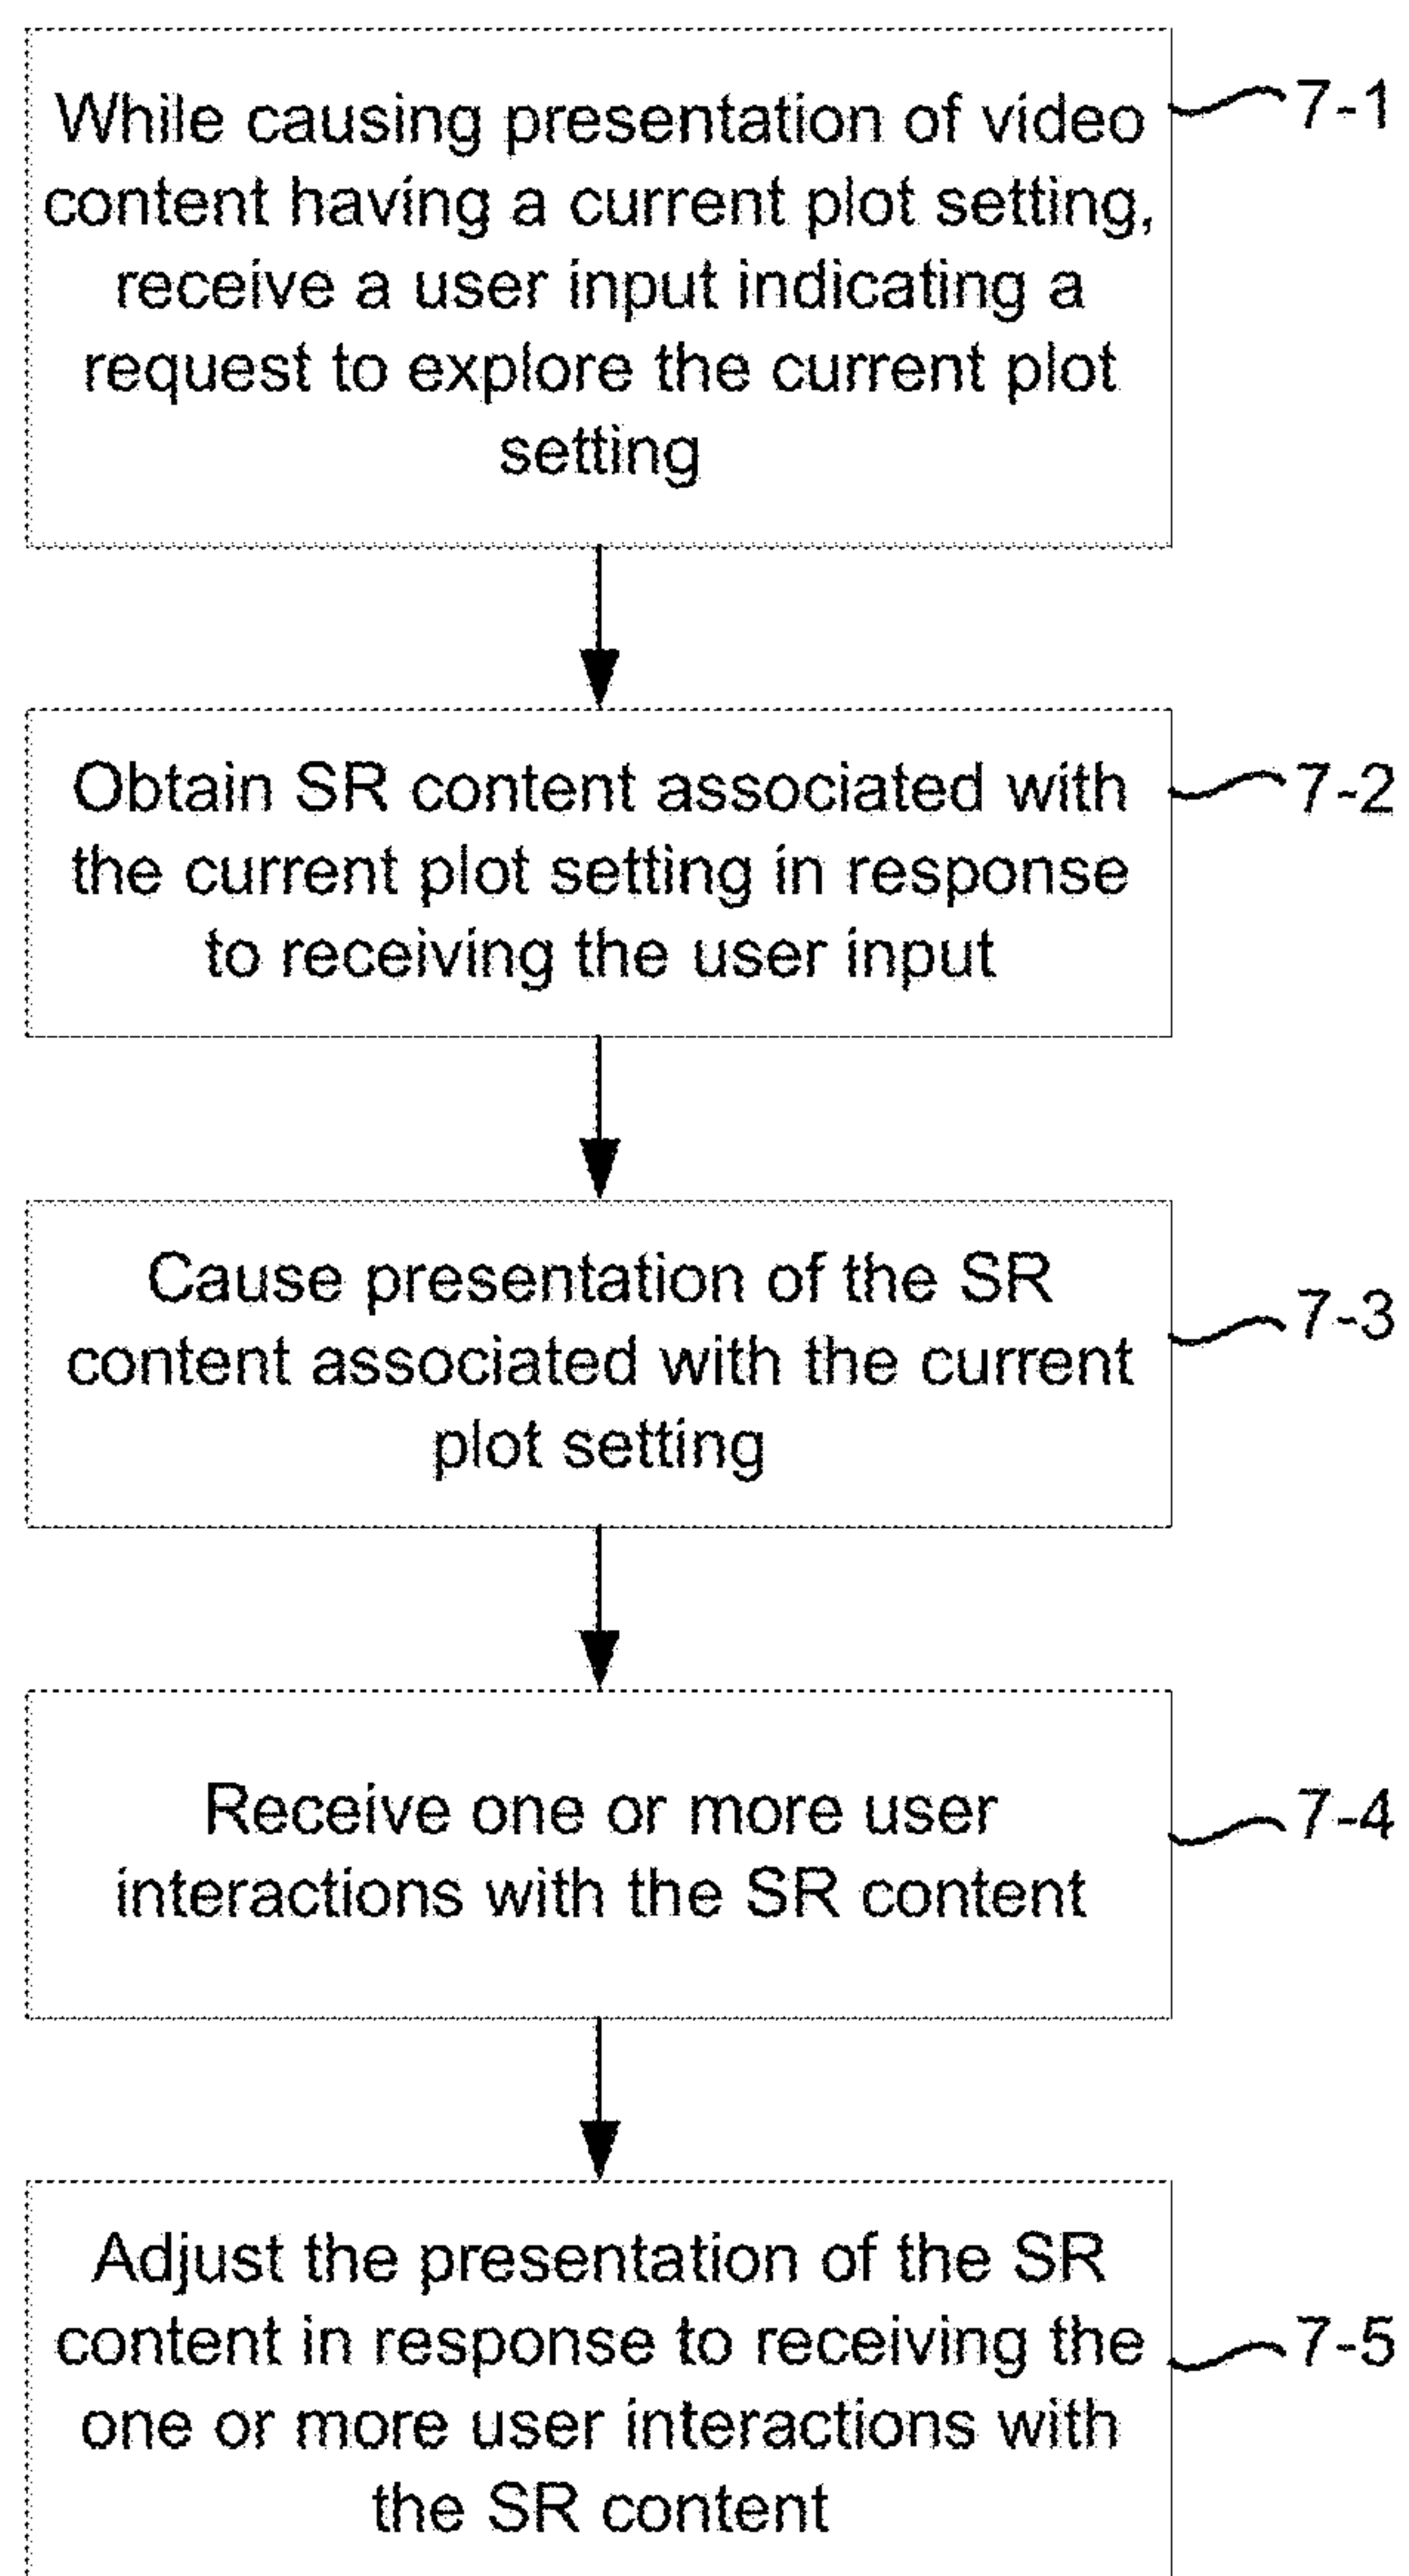 While causing presentation of video
content having a current plot setting,
receive a user input indicating a
request to explore the current plot
setting
7-1
Obtain SR content associated with
the current plot setting in response
to receiving the user input
7-2
Cause presentation of the SR
content associated with the current
plot setting
7-3
Receive one or more user
interactions with the SR content
7-4
Adjust the presentation of the SR
content in response to receiving the
one or more user interactions with
the SR content
7-5